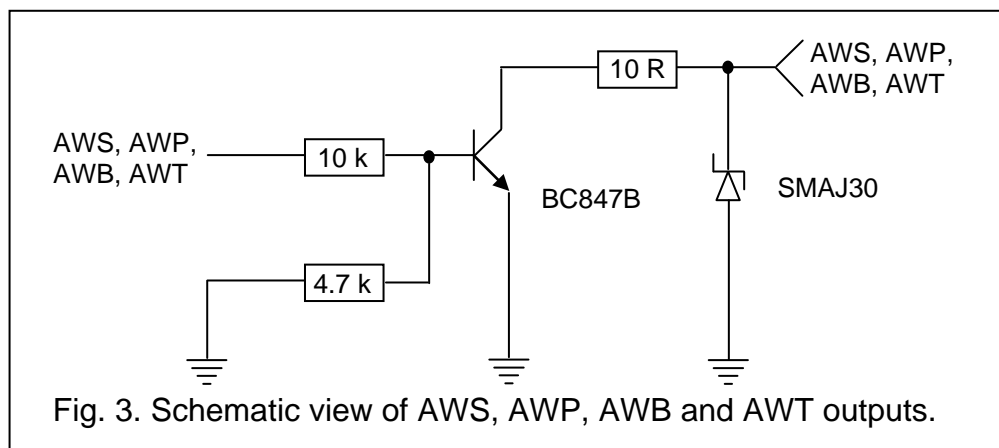 10 R
AWS, AWP,
AWB, AWT
AWS, AWP,
AWB, AWT
10 k
BC847B
SMAJ30
4.7 k
Fig. 3. Schematic view of AWS, AWP, AWB and AWT outputs.